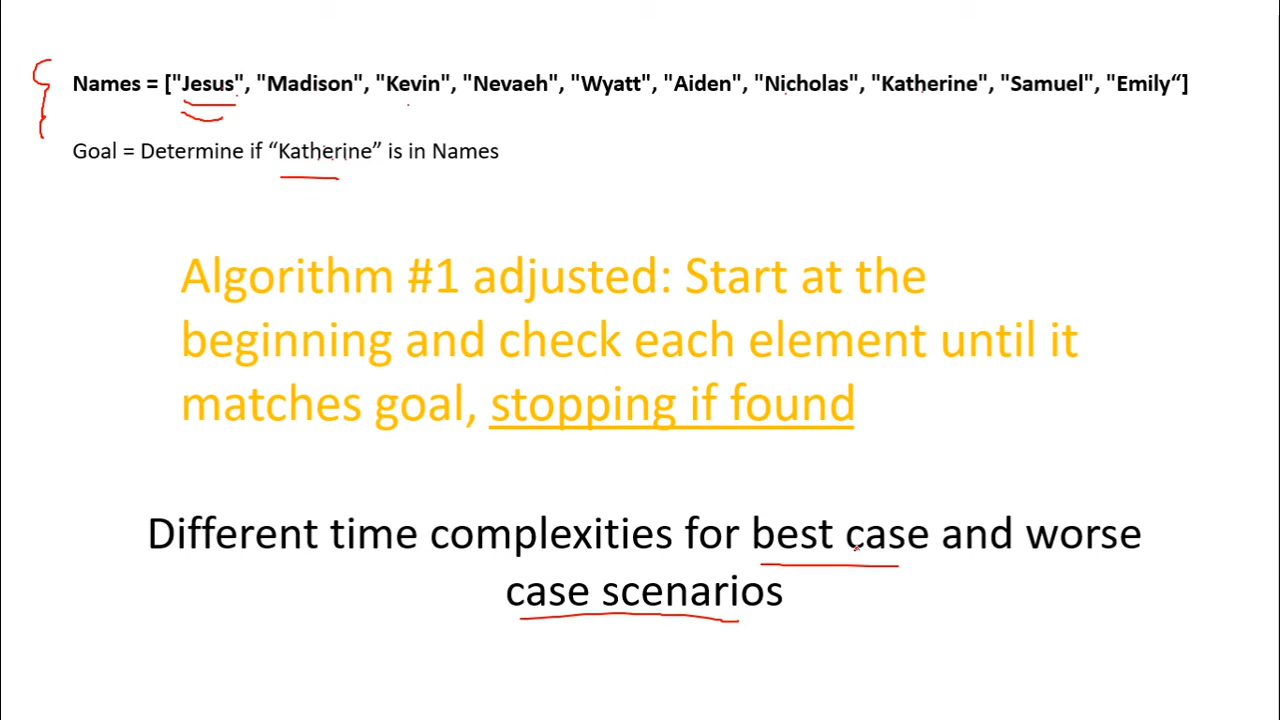 Names = ["Jesus", "Madison", "Kevin", "Nevaeh", "Wyatt", "Aiden", "Nicholas", "Katherine", "Samuel", "Emily“]
Goal = Determine if “Katherine” is in Names
Algorithm #1 adjusted: Start at the
beginning and check each element until it
matches goal, stopping if found
Different time complexities for best case and worse
case scenarios